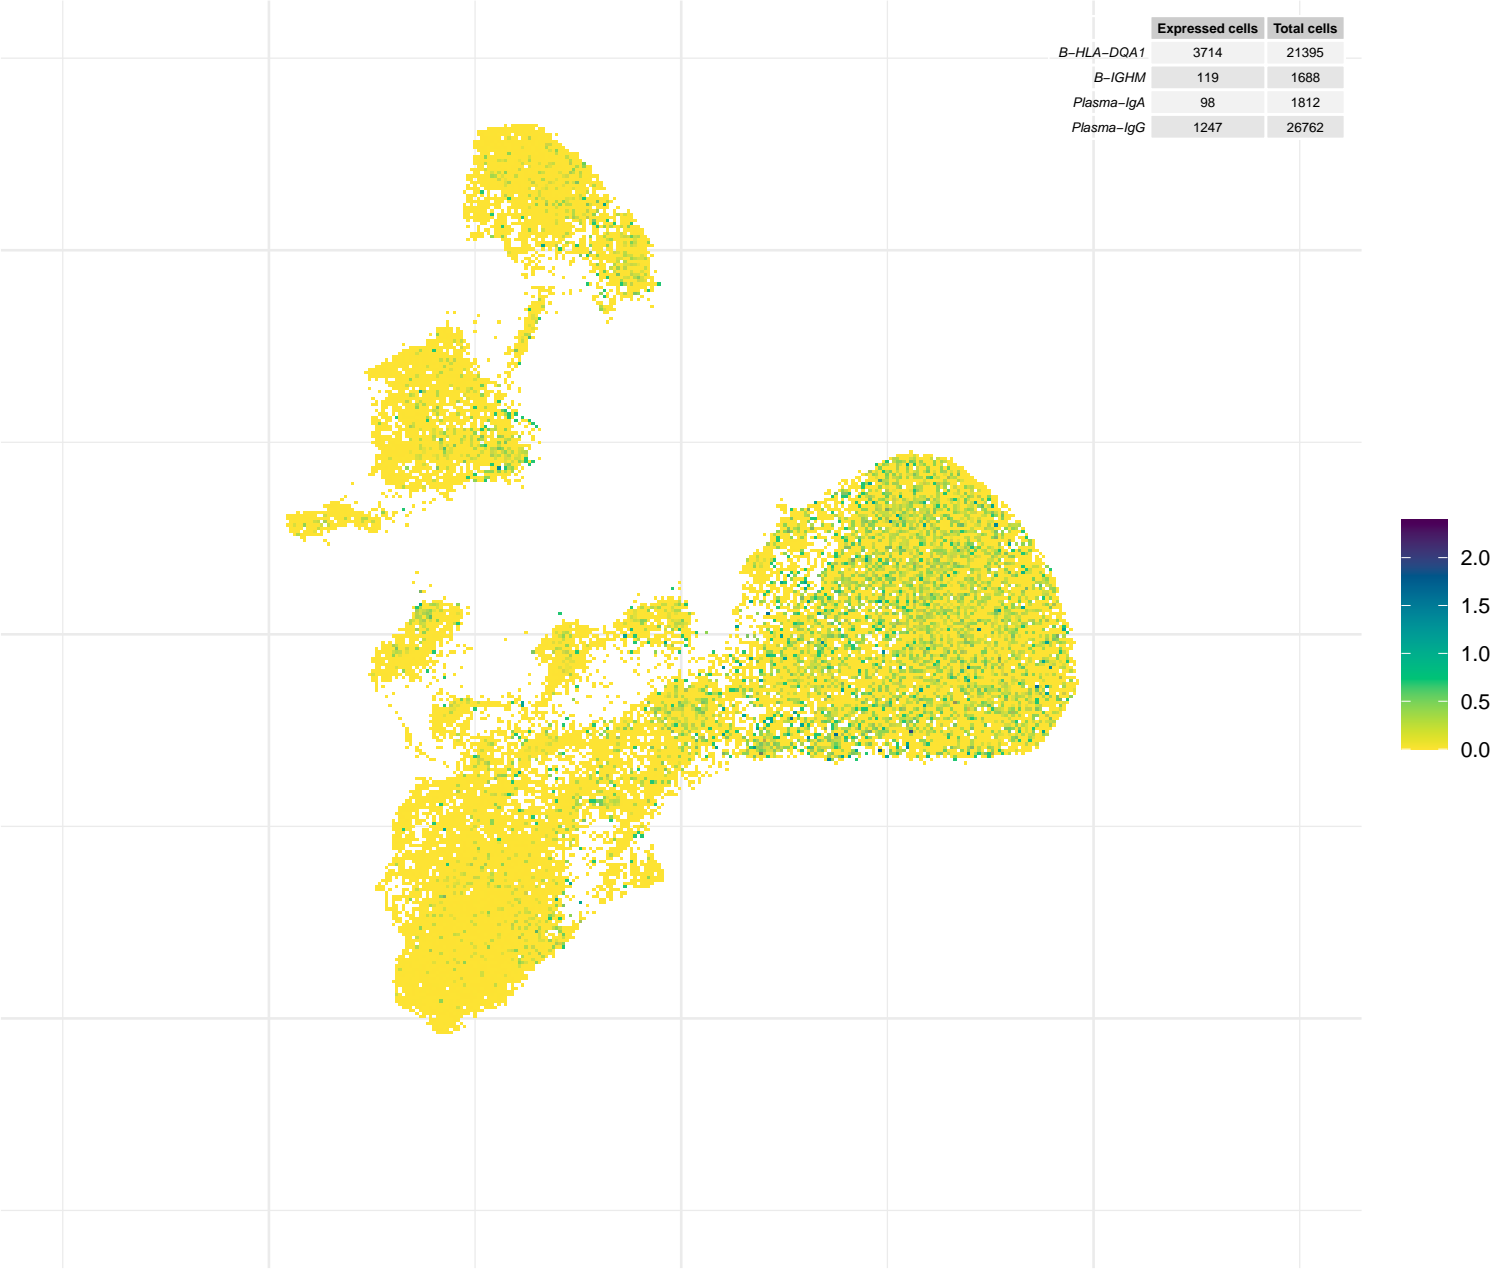 Expressed cells Total cells
B−HLA−DQA1 3714 21395
B−IGHM 119 1688
Plasma−IgA 98 1812
Plasma−IgG 1247 26762
2.0
1.5
1.0
0.5
0.0